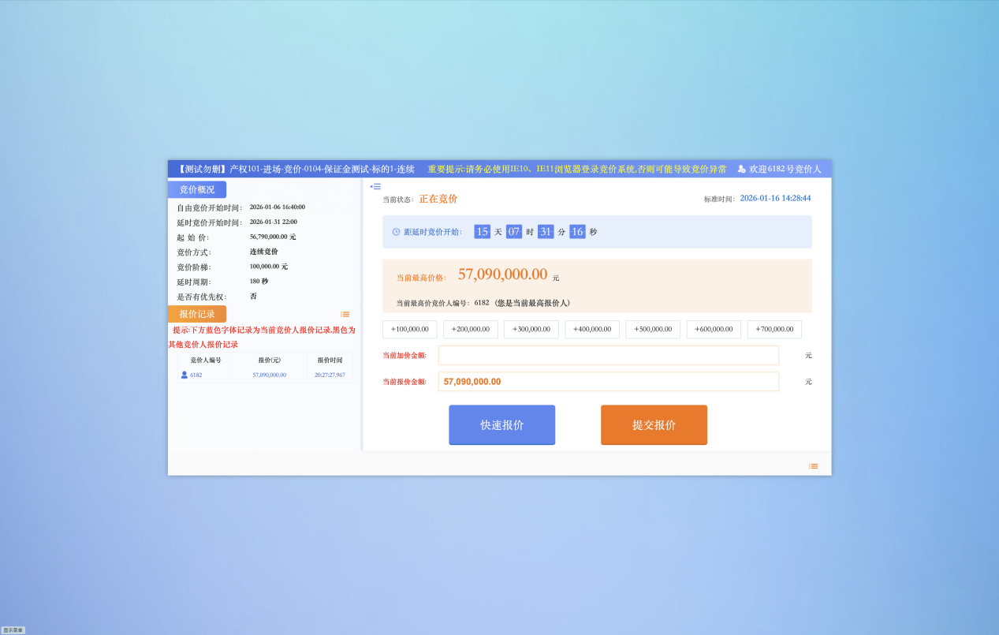 【测试勿删】产权101-进场-竞价-0104-保证金测试-标的1-连续 重要提示:请务必使用IE10、IE11浏览器登录竞价系统,否则可能导致竞价异常 欢迎6182号竞价人
竞价概况
自由竞价开始时间: 2026-01-06 16:40:00
延时竞价开始时间: 2026-01-31 22:00
起 始 价: 56,790,000.00 元
竞价方式: 连续竞价
竞价阶梯: 100,000.00 元
延时周期: 180 秒
是否有优先权: 否
报价记录
提示:下方蓝色字体记录为当前竞价人报价记录,黑色为
其他竞价人报价记录
竞价人编号 报价(元) 报价时间
6182 57,090,000.00 20:27:27.967
当前状态: 正在竞价 标准时间: 2026-01-16 14:28:44
距延时竞价开始: 15 天 07 时 31 分 16 秒
当前最高价格: 57,090,000.00 元
当前最高价竞价人编号: 6182 (您是当前最高报价人)
+100,000.00 +200,000.00 +300,000.00 +400,000.00 +500,000.00 +600,000.00 +700,000.00
当前加价金额: 元
当前报价金额: 57,090,000.00 元
快速报价 提交报价
显示菜单